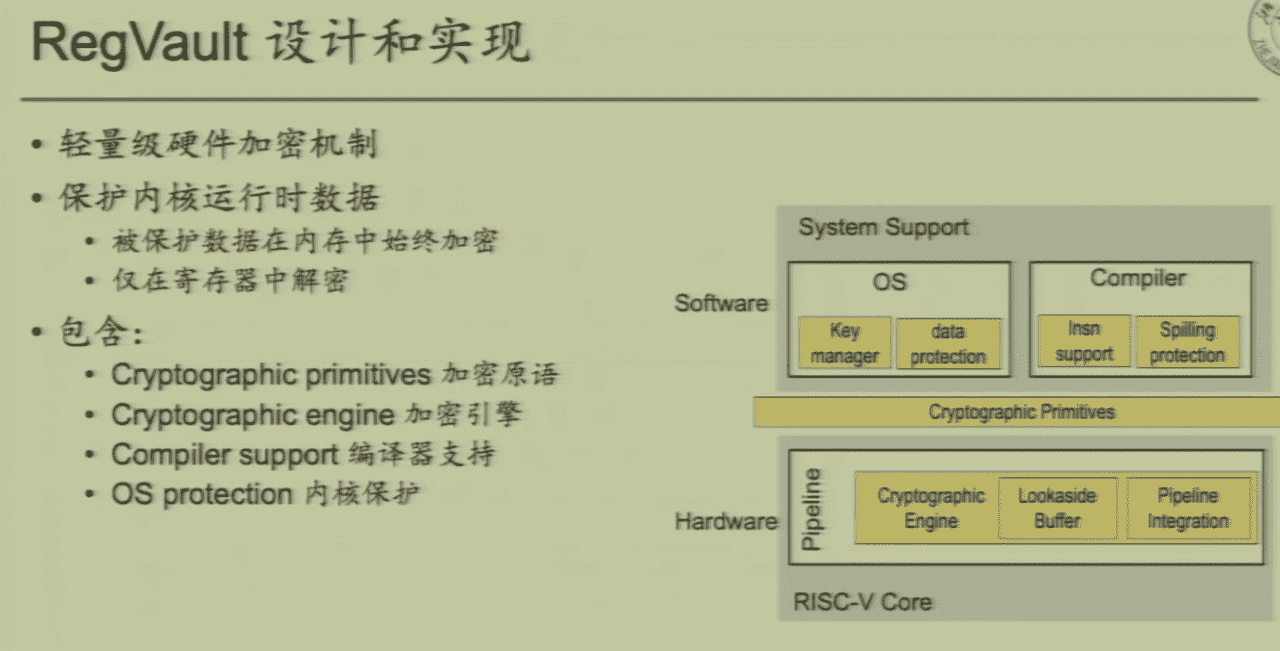 RegVault 设计和实现
• 轻量级硬件加密机制
• 保护内核运行时数据
• 被保护数据在内存中始终加密
• 仅在寄存器中解密
• 包含：
• Cryptographic primitives 加密原语
• Cryptographic engine 加密引擎
• Compiler support 编译器支持
• OS protection 内核保护
System Support
Software
OS
Key
manager
data
protection
Compiler
Insn
support
Spilling
protection
Cryptographic Primitives
Hardware
Pipeline
Cryptographic
Engine
Lookaside
Buffer
Pipeline
Integration
RISC-V Core